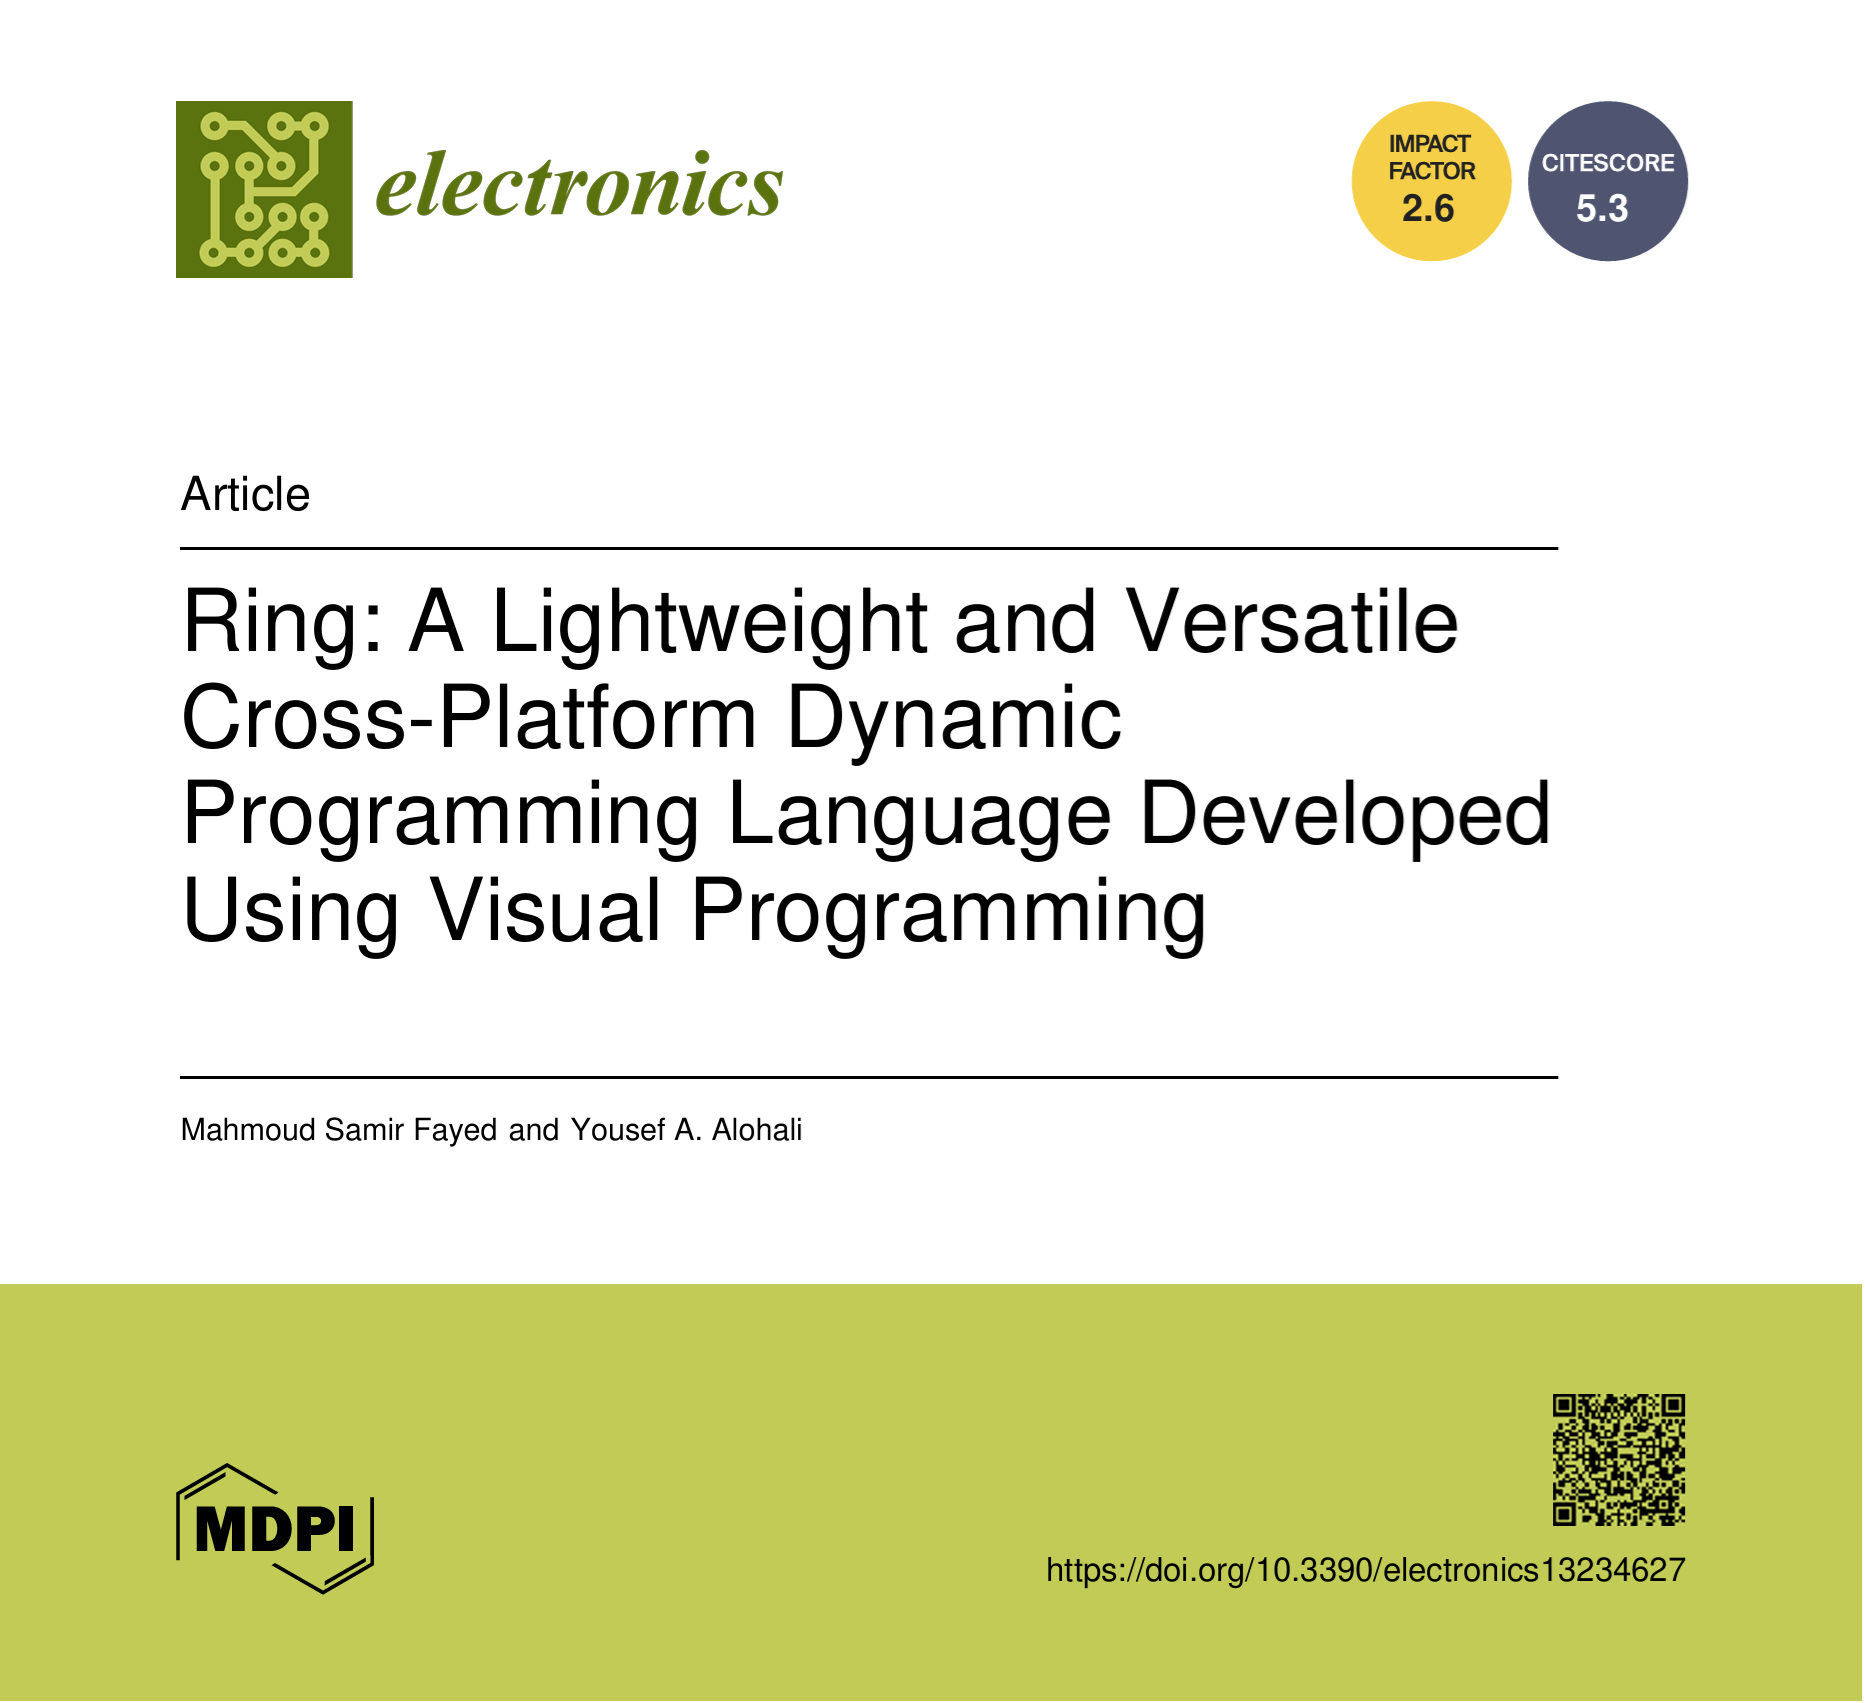 electronics
IMPACT
FACTOR
2.6
CITESCORE
5.3
Article
Ring: A Lightweight and Versatile
Cross-Platform Dynamic
Programming Language Developed
Using Visual Programming
Mahmoud Samir Fayed and Yousef A. Alohali
MDPI
https://doi.org/10.3390/electronics13234627